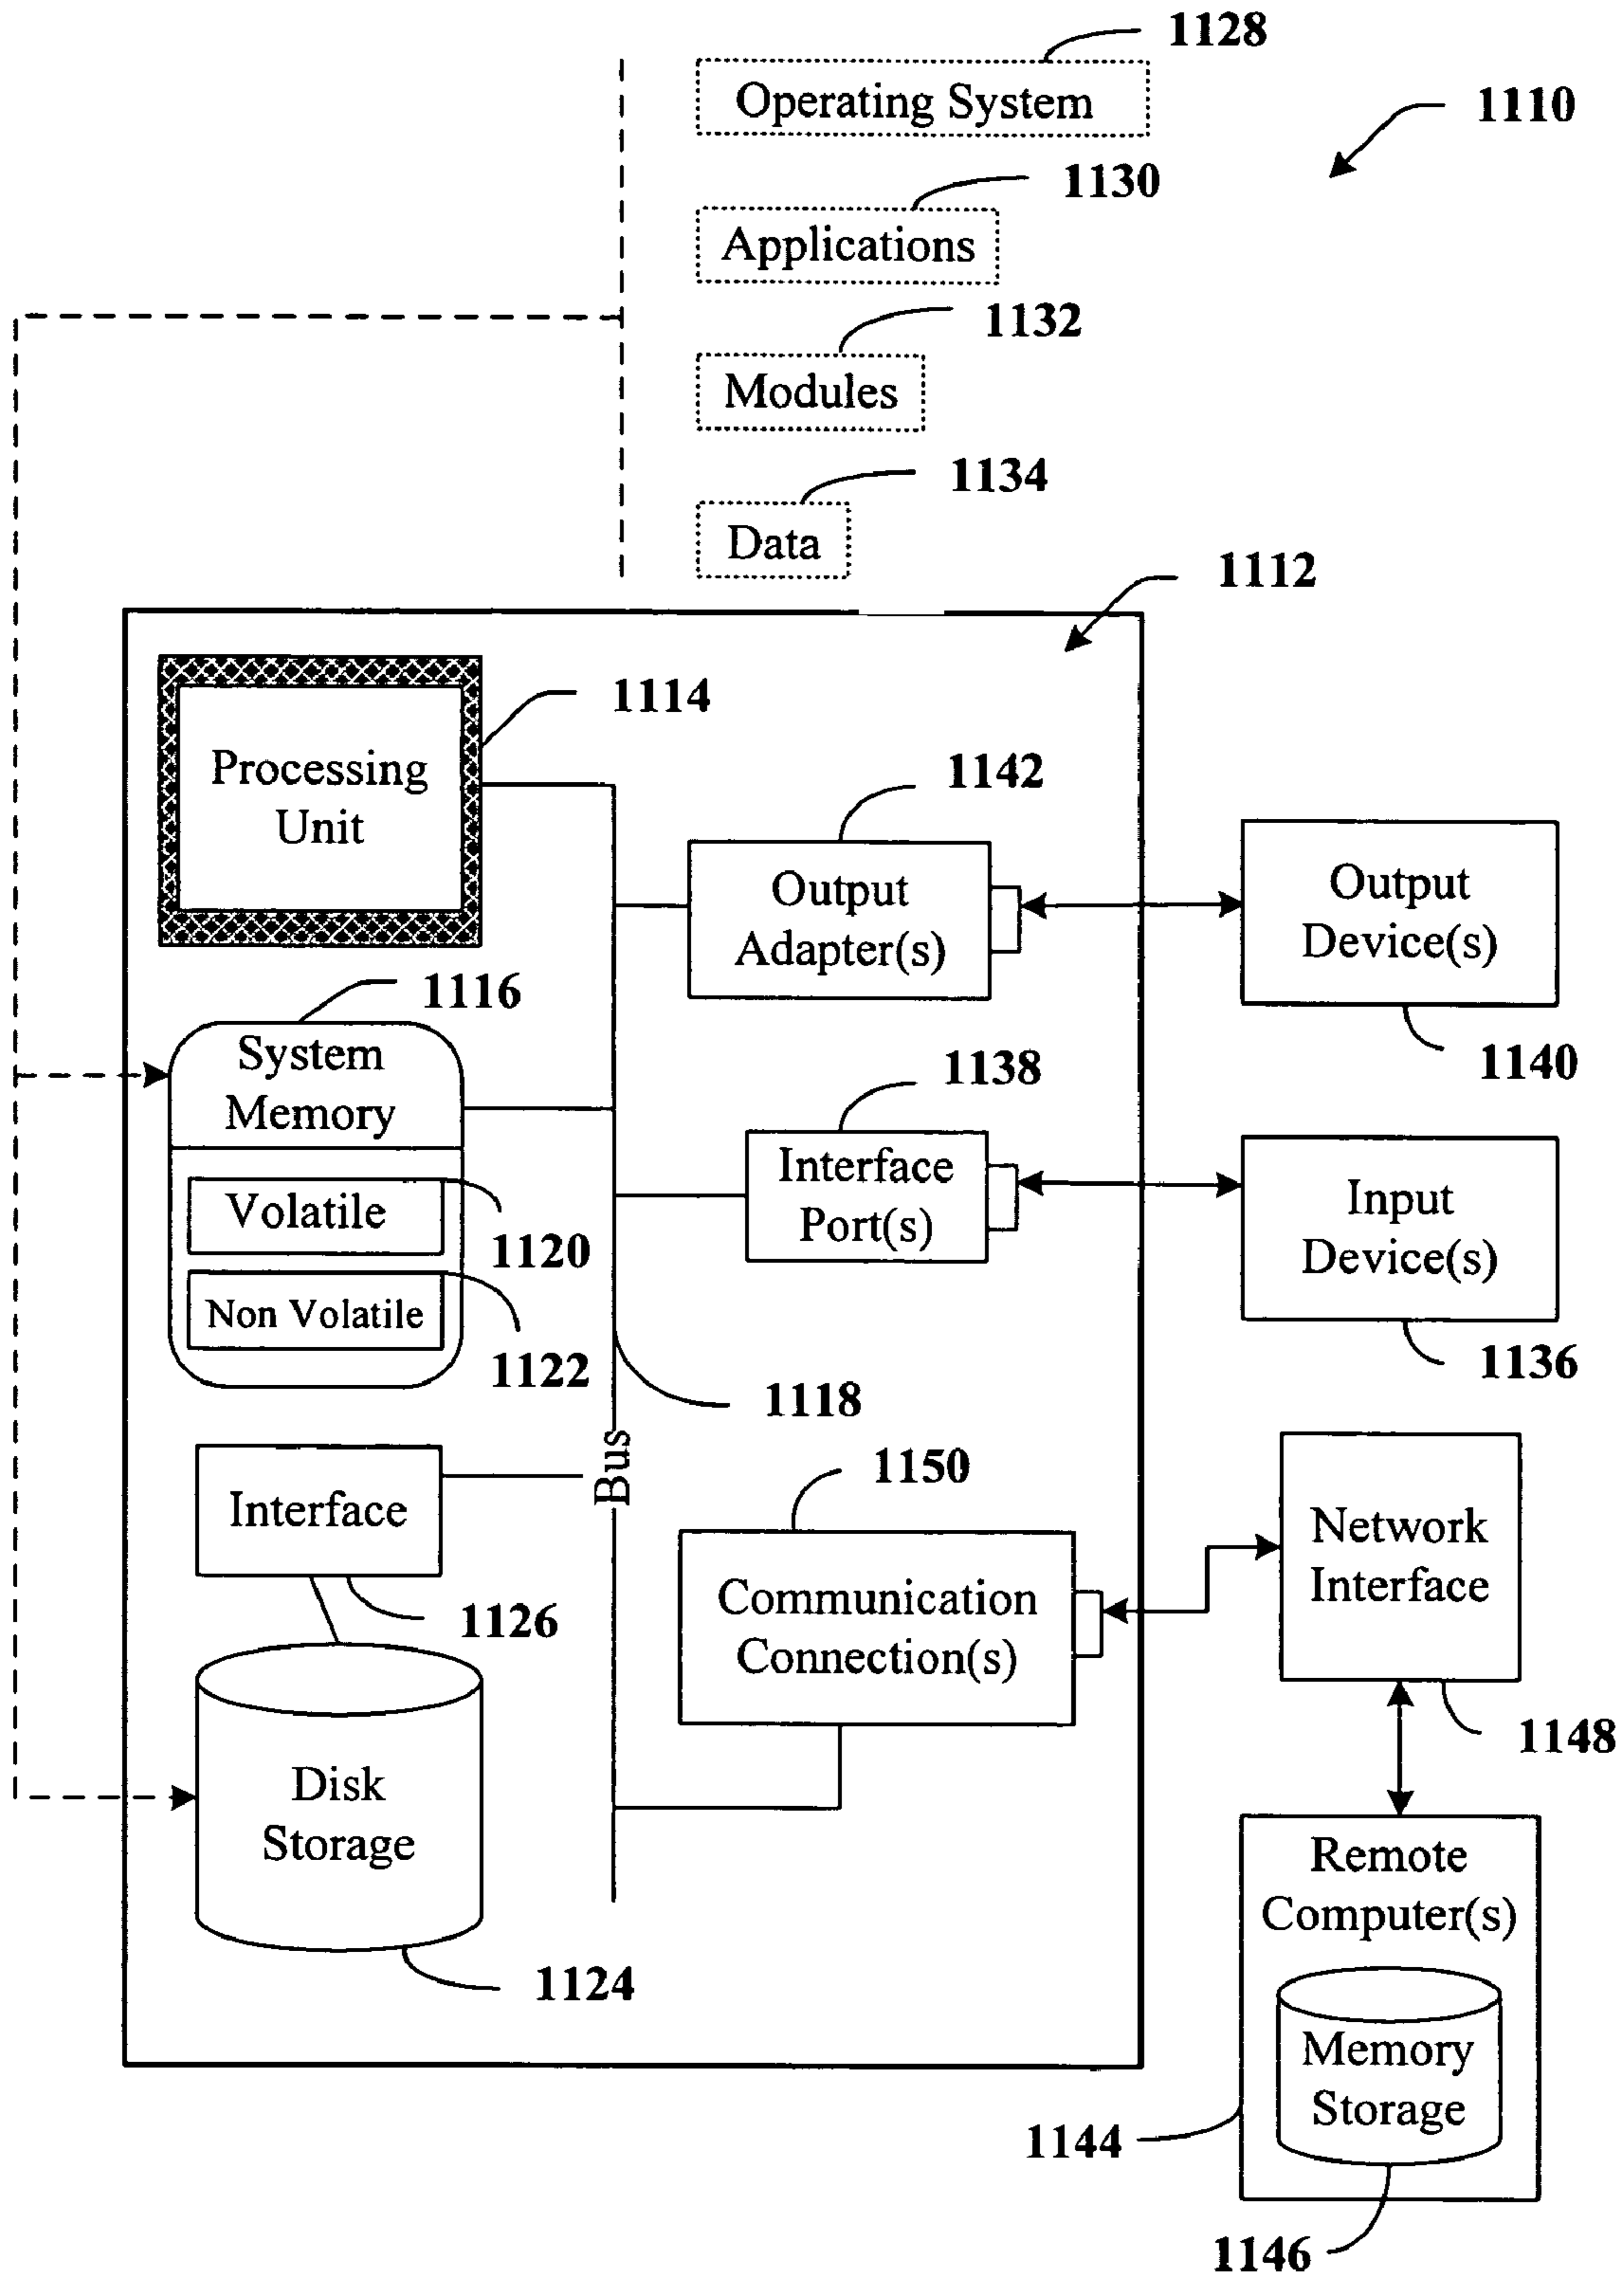 1128
Operating System
1110
1130
Applications
1132
Modules
1134
Data
1112
1114
Processing
Unit
1142
Output
Adapter(s)
Output
Device(s)
1140
1116
System
Memory
1138
Interface
Port(s)
Input
Device(s)
1136
Volatile
1120
Non Volatile
1122
1118
Bus
1150
Interface
1126
Communication
Connection(s)
Network
Interface
1148
Disk
Storage
1124
Remote
Computer(s)
Memory
Storage
1144
1146